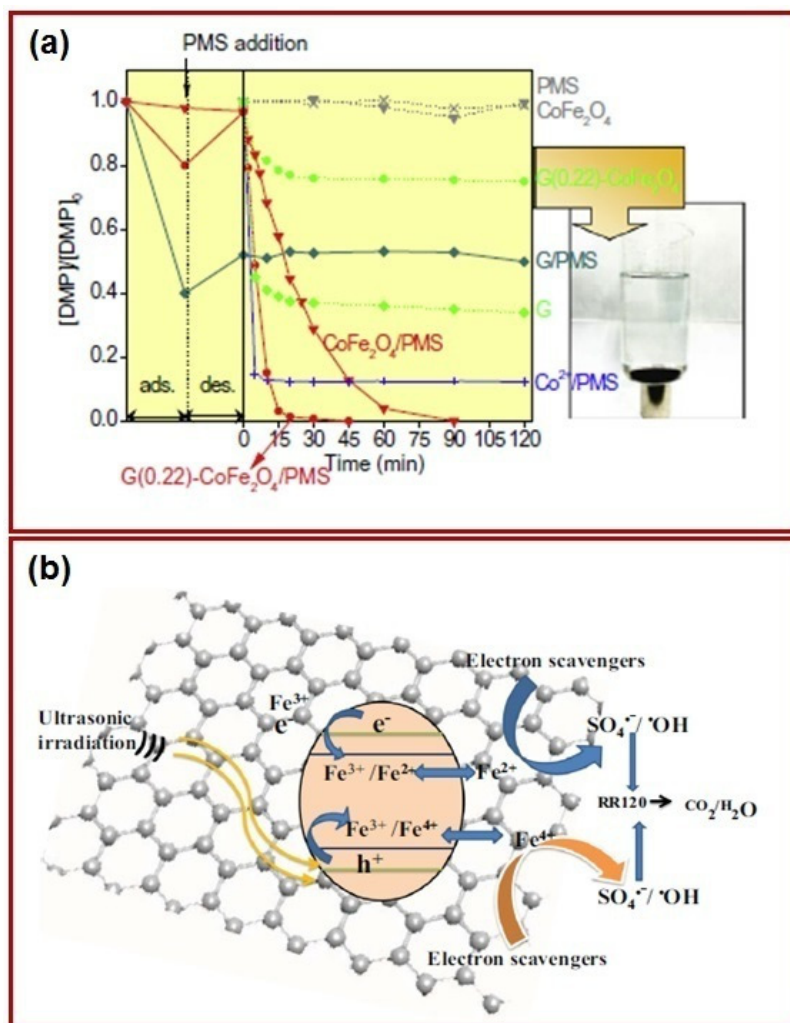 (a)
PMS addition
1.0
0.8
0.6
0.4
0.2
0.0
[DMP]/[DMP]₀
ads.
des.
PMS
CoFe₂O₄
G(0.22)-CoFe₂O₄
G/PMS
G
CoFe₂O₄/PMS
Co²⁺/PMS
0 15 30 45 60 75 90 105 120
Time (min)
G(0.22)-CoFe₂O₄/PMS
(b)
Electron scavengers
Ultrasonic
irradiation
Fe³⁺
e⁻
e⁻
SO₄•⁻/ •OH
Fe³⁺ /Fe²⁺
Fe²⁺
RR120
CO₂/H₂O
Fe³⁺ /Fe⁴⁺
Fe⁴⁺
h⁺
SO₄•⁻/ •OH
Electron scavengers